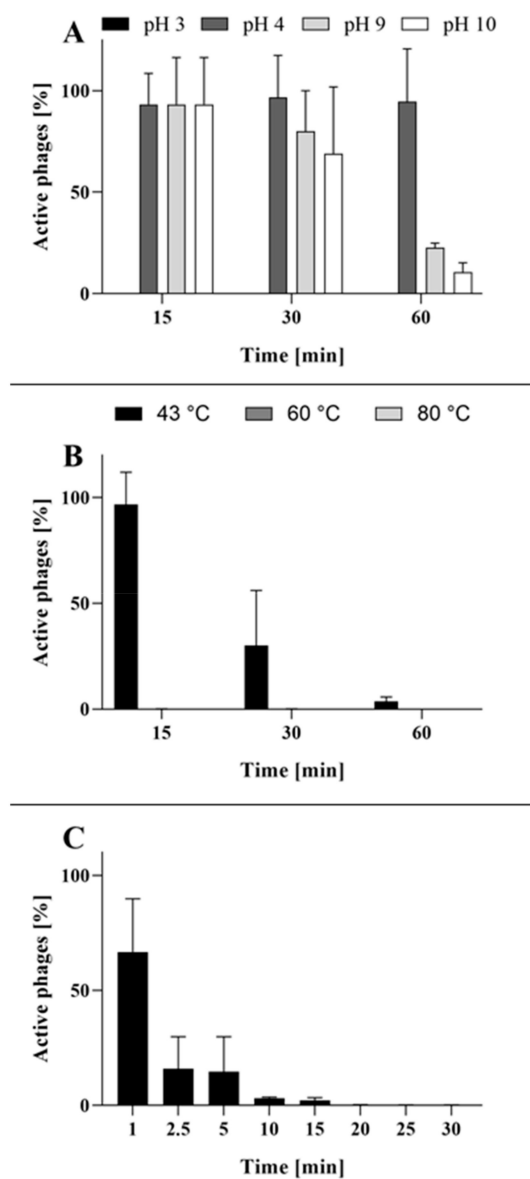 A
pH 3 pH 4 pH 9 pH 10
Active phages [%]
100
50
0
15 30 60
Time [min]
43 °C 60 °C 80 °C
B
Active phages [%]
100
50
0
15 30 60
Time [min]
C
Active phages [%]
100
50
0
1 2.5 5 10 15 20 25 30
Time [min]